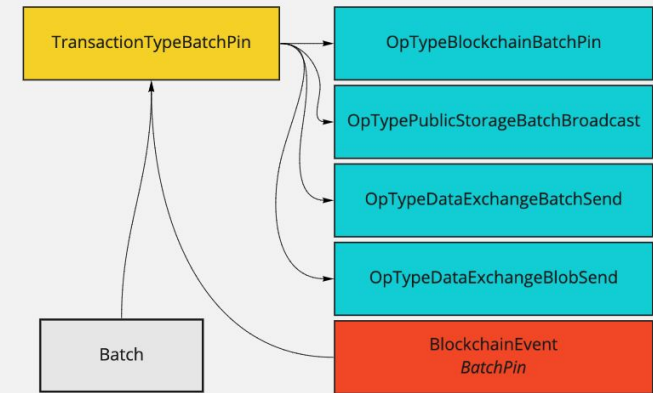 TransactionTypeBatchPin
OpTypeBlockchainBatchPin
OpTypePublicStorageBatchBroadcast
OpTypeDataExchangeBatchSend
OpTypeDataExchangeBlobSend
Batch
BlockchainEvent
BatchPin